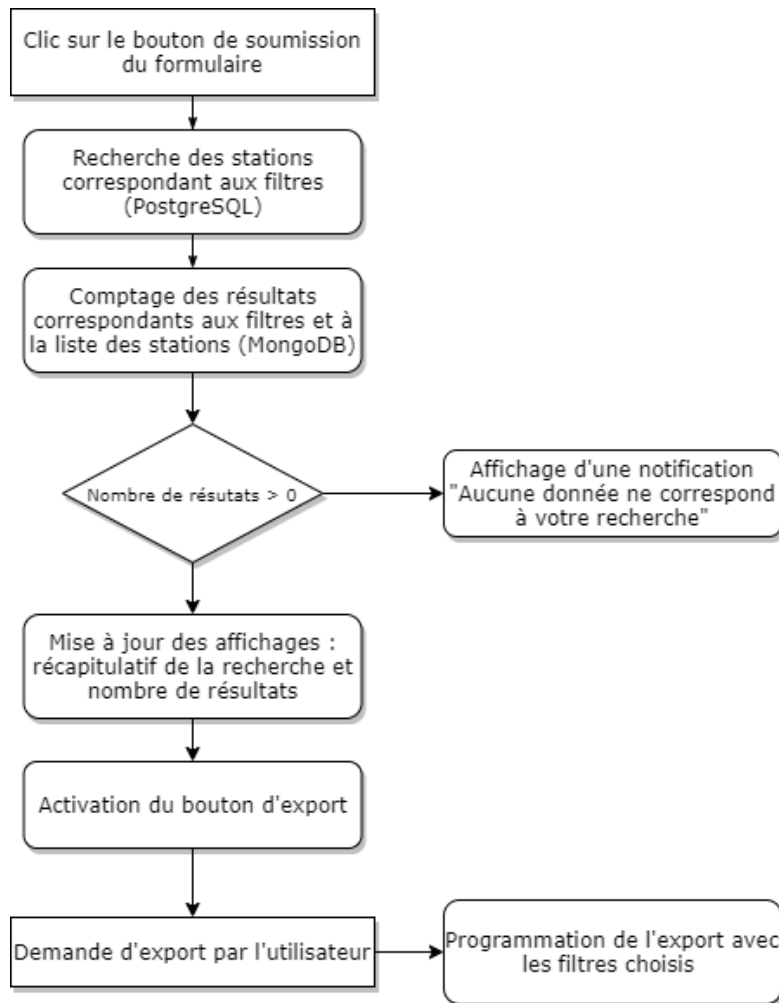 Clic sur le bouton de soumission
du formulaire
Recherche des stations
correspondant aux filtres
(PostgreSQL)
Comptage des résultats
correspondants aux filtres et à
la liste des stations (MongoDB)
Nombre de résutats > 0
Affichage d'une notification
"Aucune donnée ne correspond
à votre recherche"
Mise à jour des affichages :
récapitulatif de la recherche et
nombre de résultats
Activation du bouton d'export
Demande d'export par l'utilisateur
Programmation de l'export avec
les filtres choisis